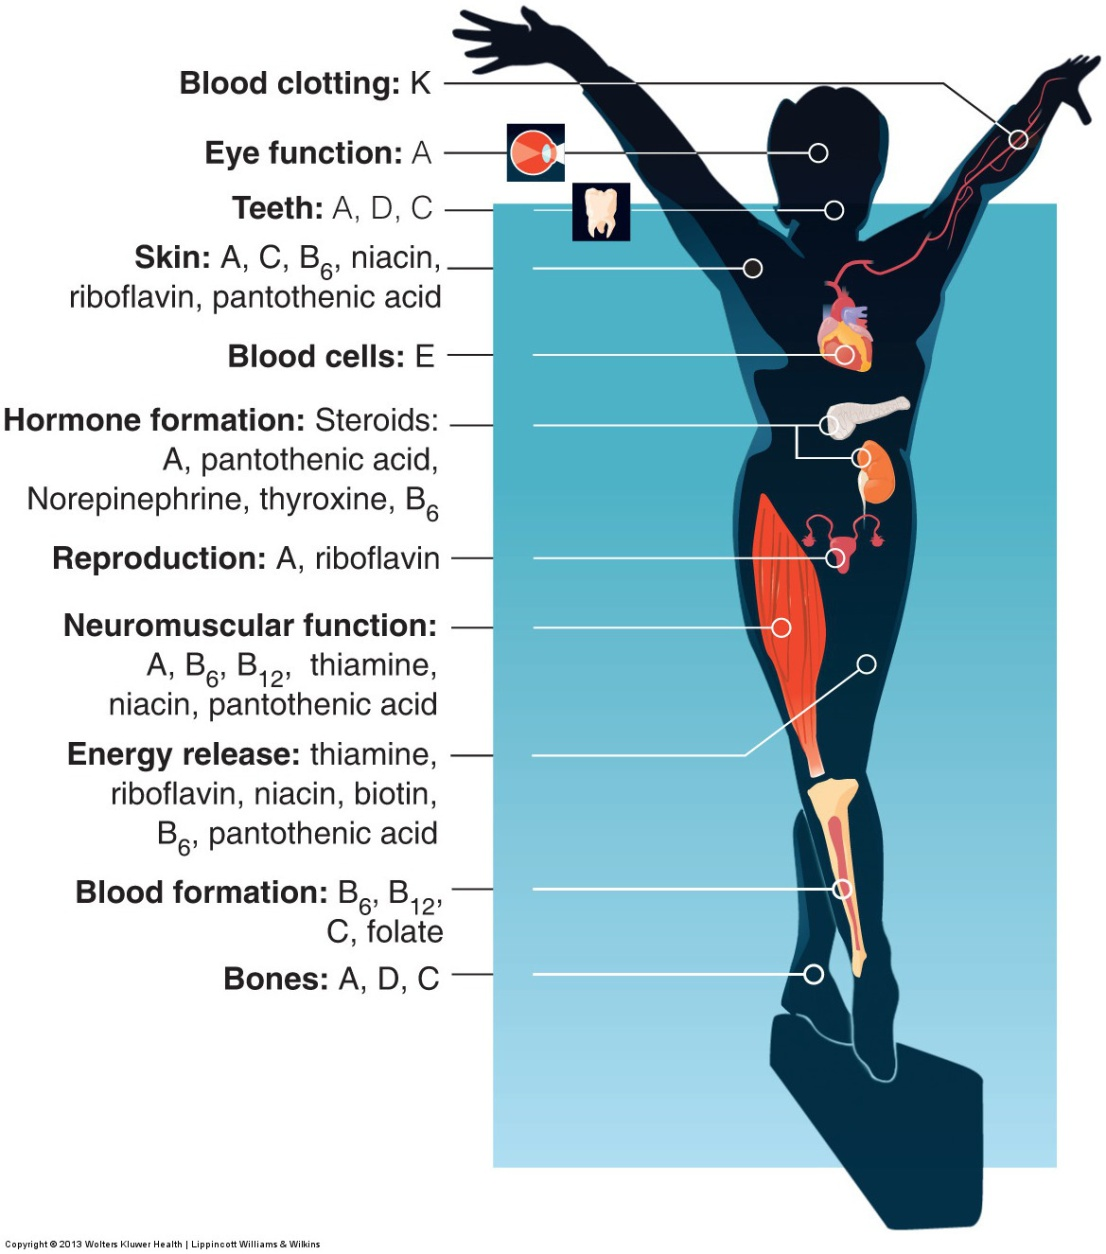 Blood clotting: K
Eye function: A
Teeth: A, D, C
Skin: A, C, B6, niacin,
riboflavin, pantothenic acid
Blood cells: E
Hormone formation: Steroids:
A, pantothenic acid,
Norepinephrine, thyroxine, B6
Reproduction: A, riboflavin
Neuromuscular function:
A, B6, B12, thiamine,
niacin, pantothenic acid
Energy release: thiamine,
riboflavin, niacin, biotin,
B6, pantothenic acid
Blood formation: B6, B12,
C, folate
Bones: A, D, C
Copyright © 2013 Wolters Kluwer Health | Lippincott Williams & Wilkins